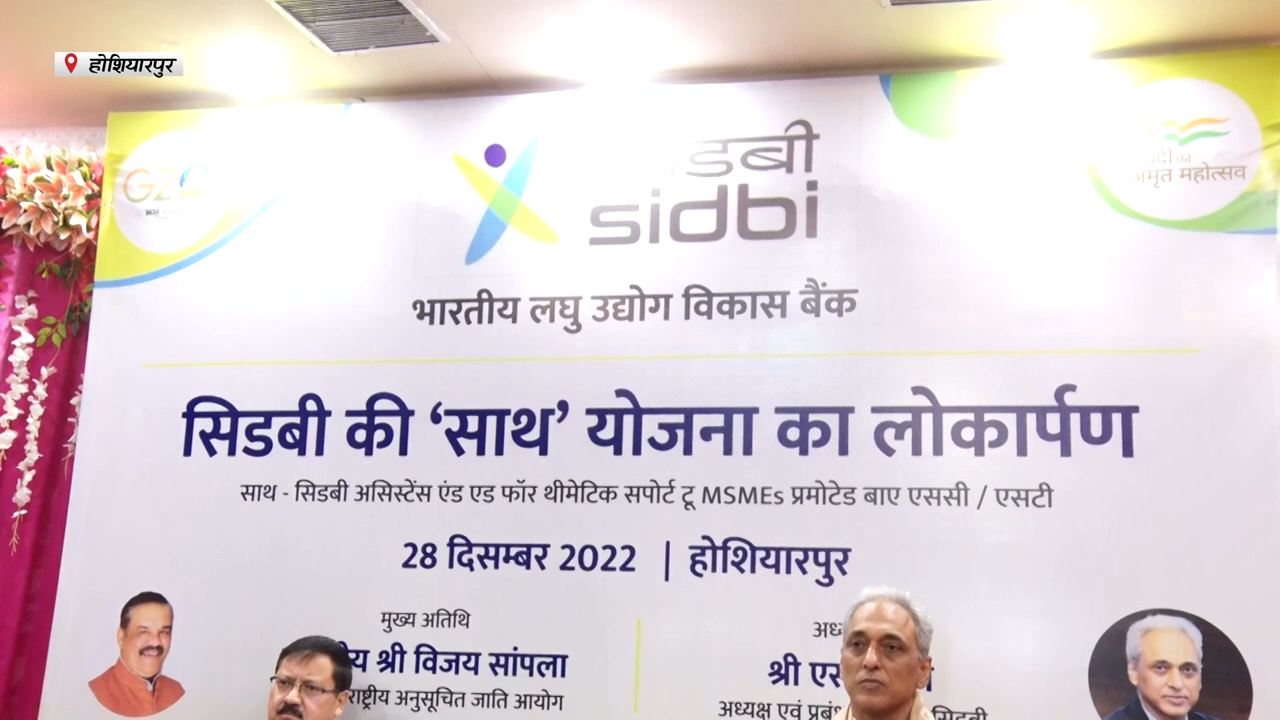 होशियारपुर
G20
अमृत महोत्सव
sidbi
भारतीय लघु उद्योग विकास बैंक
सिडबी की ‘साथ’ योजना का लोकार्पण
साथ - सिडबी असिस्टेंस एंड एड फॉर थीमेटिक सपोर्ट टू MSMEs प्रमोटेड बाए एससी / एसटी
28 दिसम्बर 2022 | होशियारपुर
मुख्य अतिथि
श्री विजय सांपला
राष्ट्रीय अनुसूचित जाति आयोग
श्री
अध्यक्ष एवं सिडबी